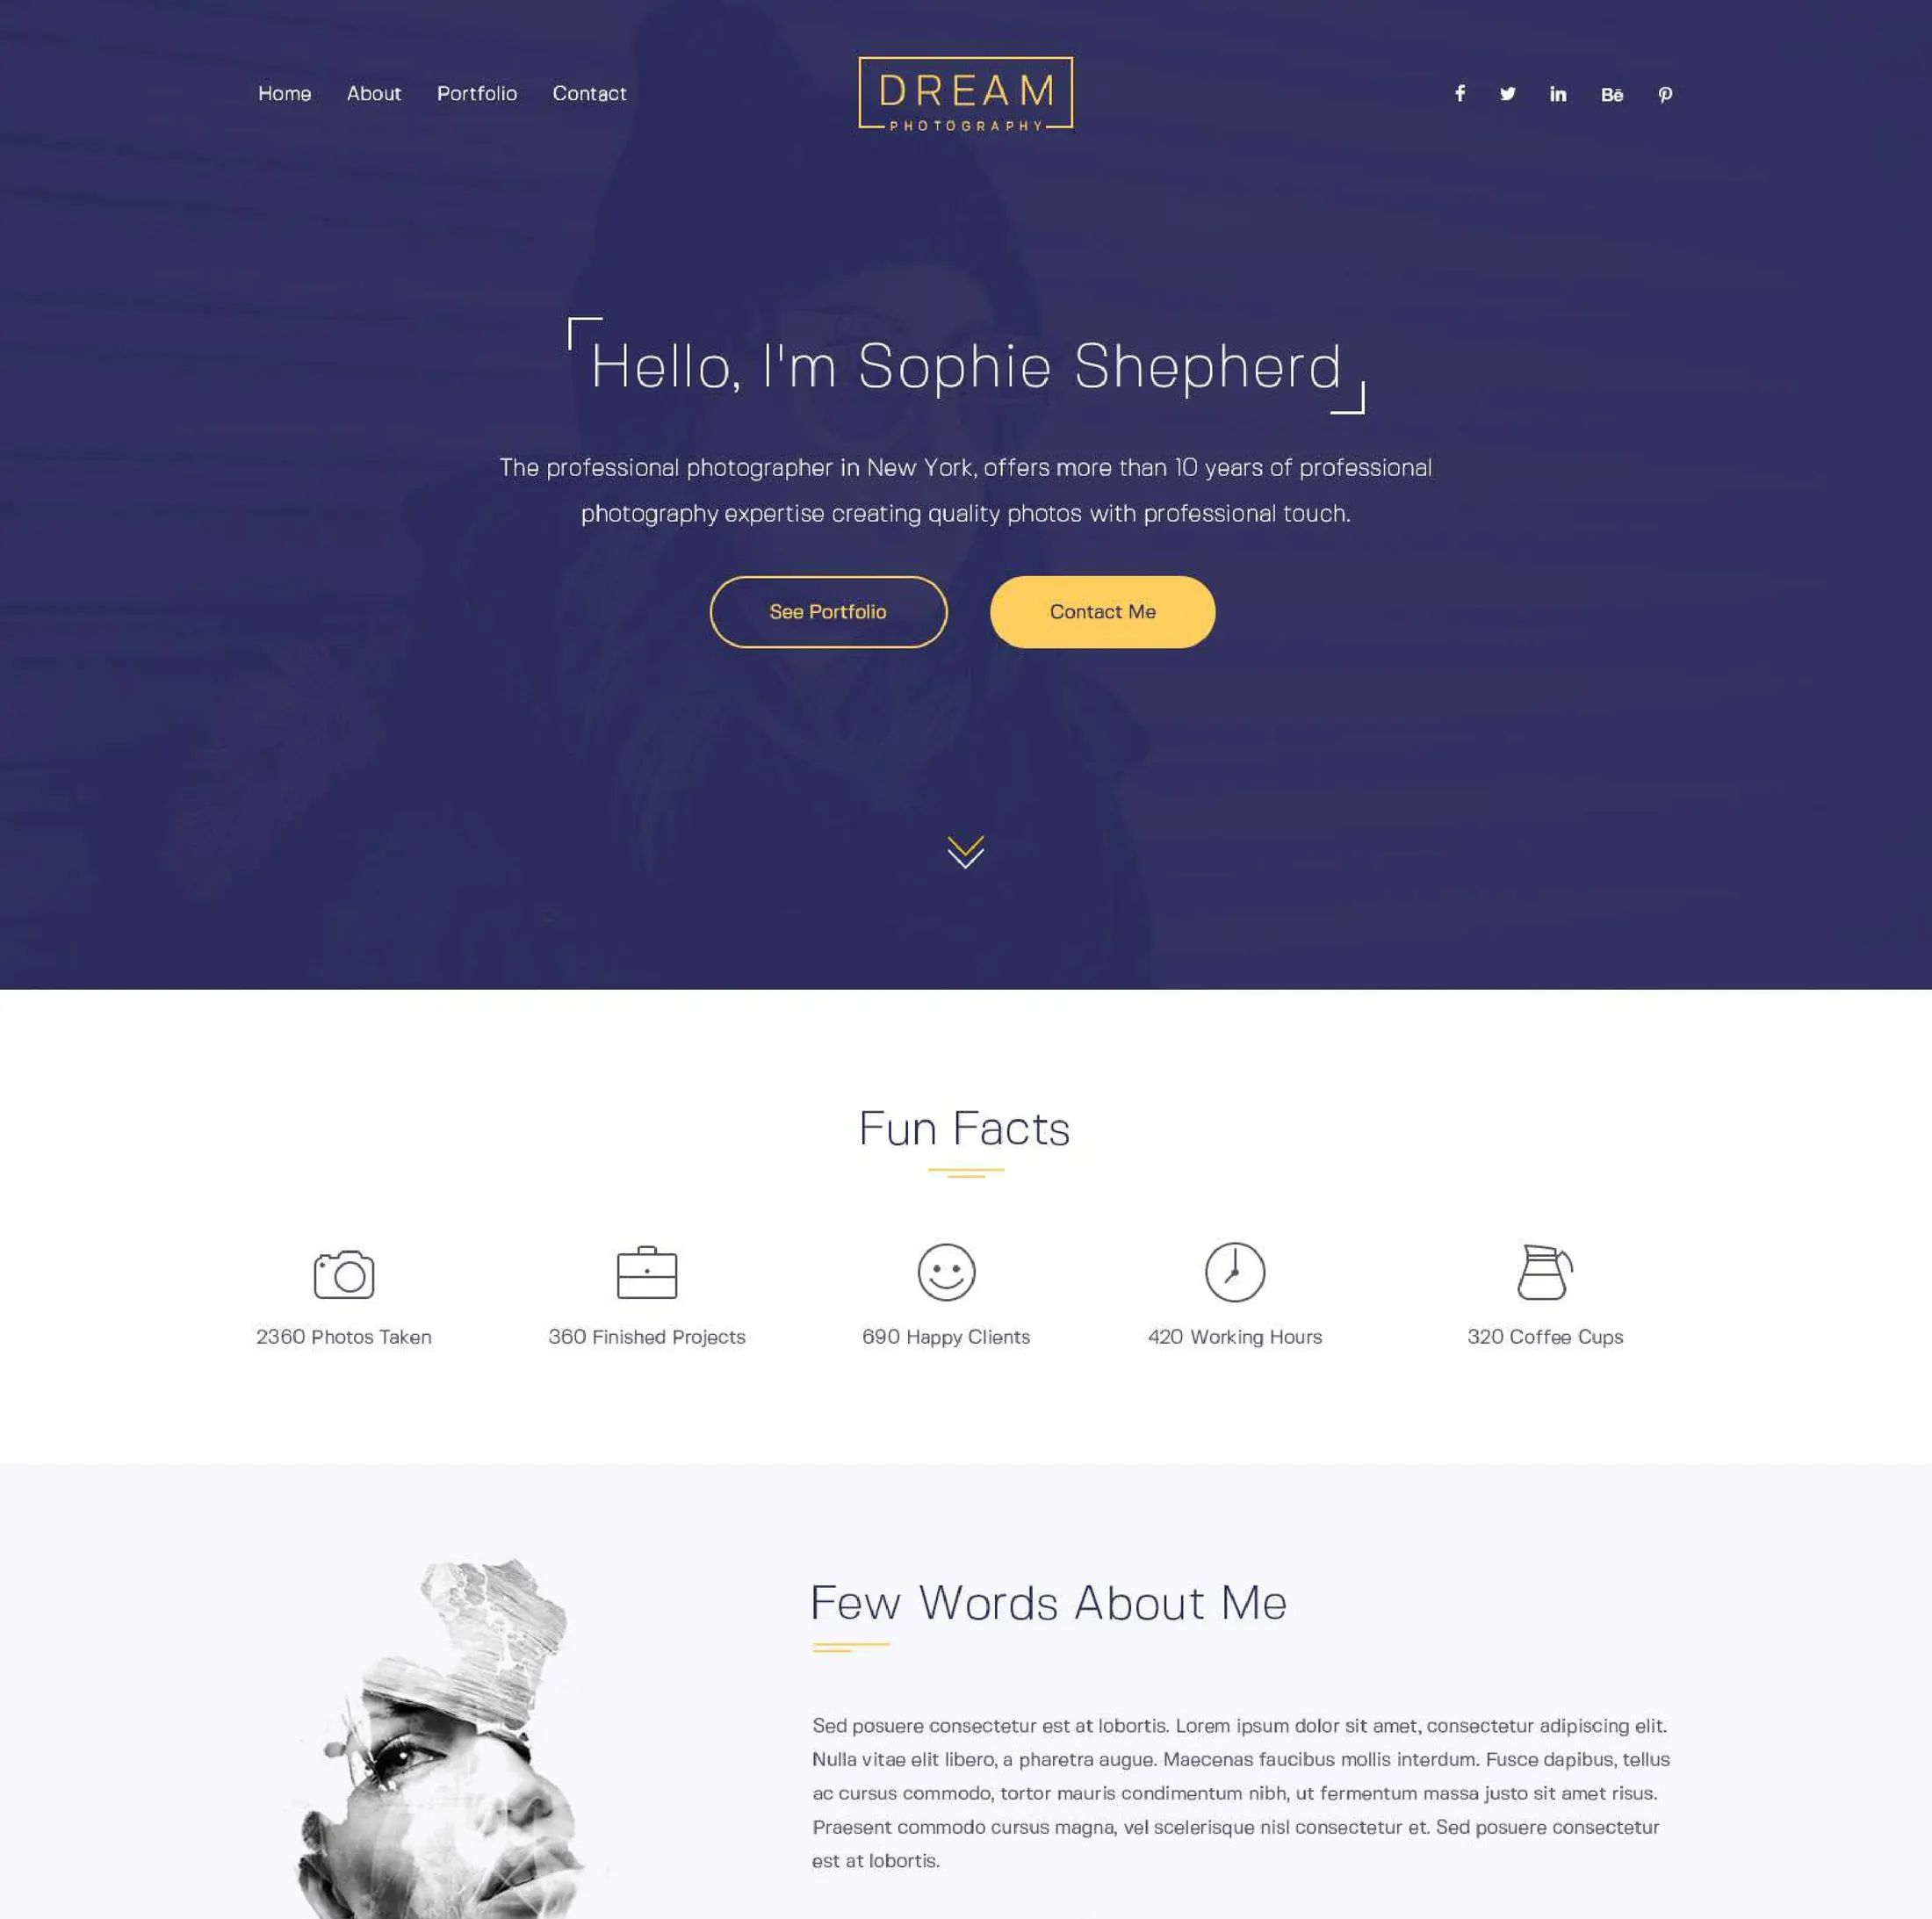 Home About Portfolio Contact
DREAM
PHOTOGRAPHY
f in Bē
Hello, I'm Sophie Shepherd
The professional photographer in New York, offers more than 10 years of professional
photography expertise creating quality photos with professional touch.
See Portfolio Contact Me
Fun Facts
2360 Photos Taken 360 Finished Projects 690 Happy Clients 420 Working Hours 320 Coffee Cups
Few Words About Me
Sed posuere consectetur est at lobortis. Lorem ipsum dolor sit amet, consectetur adipiscing elit.
Nulla vitae elit libero, a pharetra augue. Maecenas faucibus mollis interdum. Fusce dapibus, tellus
ac cursus commodo, tortor mauris condimentum nibh, ut fermentum massa justo sit amet risus.
Praesent commodo cursus magna, vel scelerisque nisl consectetur et. Sed posuere consectetur
est at lobortis.